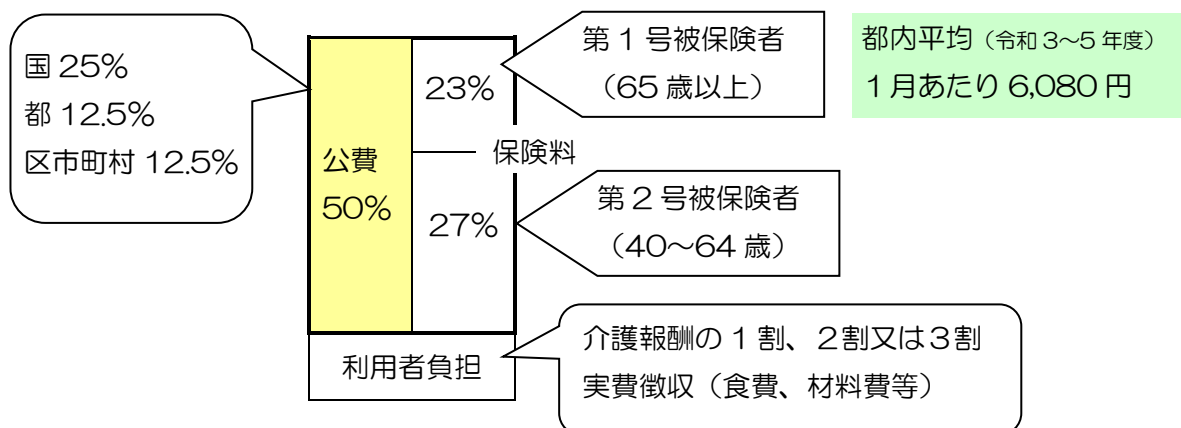 国 25%
都 12.5%
区市町村 12.5%
公費
50%
23%
保険料
27%
第1号被保険者
（65 歳以上）
都内平均（令和 3～5 年度）
1月あたり 6,080 円
第2号被保険者
（40～64 歳）
利用者負担
介護報酬の 1 割、2割又は3割
実費徴収（食費、材料費等）